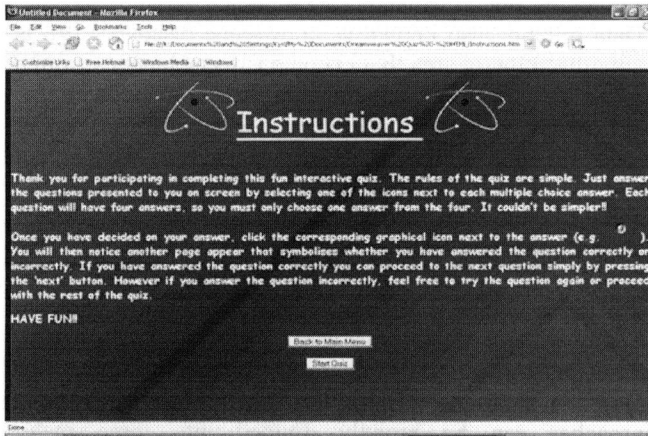 Untitled Document - Mozilla Firefox
File Edit View Go Bookmarks Tools Help
Go
Customize Links Free Hotmail Windows Media Windows
Instructions
Thank you for participating in completing this fun interactive quiz. The rules of the quiz are simple. Just answer
the questions presented to you on screen by selecting one of the icons next to each multiple choice answer. Each
question will have four answers, so you must only choose one answer from the four. It couldn't be simpler!!
Once you have decided on your answer, click the corresponding graphical icon next to the answer (e.g. ).
You will then notice another page appear that symbolises whether you have answered the question correctly or
incorrectly. If you have answered the question correctly you can proceed to the next question simply by pressing
the 'next' button. However if you answer the question incorrectly, feel free to try the question again or proceed
with the rest of the quiz.
HAVE FUN!!
Back to Main Menu
Start Quiz
Done